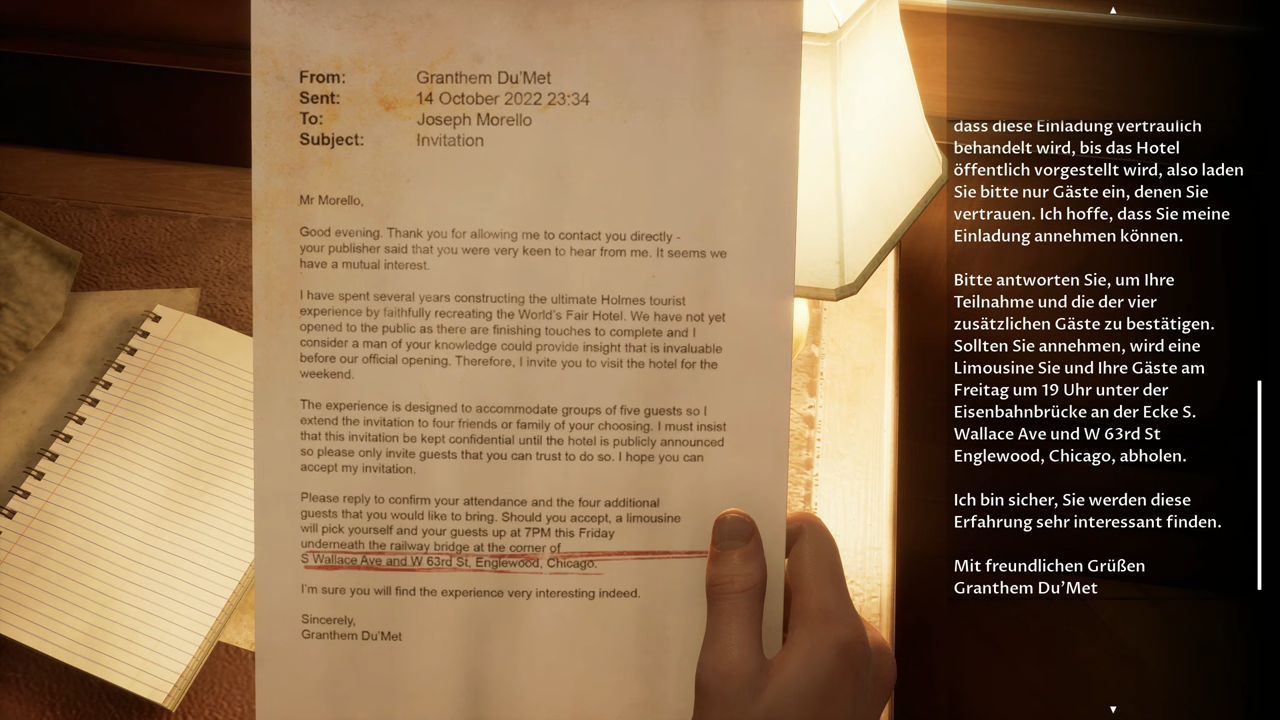 From: Granthem Du'Met
Sent: 14 October 2022 23:34
To: Joseph Morello
Subject: Invitation
Mr Morello,
Good evening. Thank you for allowing me to contact you directly -
your publisher said that you were very keen to hear from me. It seems we
have a mutual interest.
I have spent several years constructing the ultimate Holmes tourist
experience by faithfully recreating the World's Fair Hotel. We have not yet
opened to the public as there are finishing touches to complete and I
consider a man of your knowledge could provide insight that is invaluable
before our official opening. Therefore, I invite you to visit the hotel for the
weekend.
The experience is designed to accommodate groups of five guests so I
extend the invitation to four friends or family of your choosing. I must insist
that this invitation be kept confidential until the hotel is publicly announced
so please only invite guests that you can trust to do so. I hope you can
accept my invitation.
Please reply to confirm your attendance and the four additional
guests that you would like to bring. Should you accept, a limousine
will pick yourself and your guests up at 7PM this Friday
underneath the railway bridge at the corner of
S Wallace Ave and W 63rd St, Englewood, Chicago.
I'm sure you will find the experience very interesting indeed.
Sincerely,
Granthem Du'Met
dass diese Einladung vertraulich
behandelt wird, bis das Hotel
öffentlich vorgestellt wird, also laden
Sie bitte nur Gäste ein, denen Sie
vertrauen. Ich hoffe, dass Sie meine
Einladung annehmen können.
Bitte antworten Sie, um Ihre
Teilnahme und die der vier
zusätzlichen Gäste zu bestätigen.
Sollten Sie annehmen, wird eine
Limousine Sie und Ihre Gäste am
Freitag um 19 Uhr unter der
Eisenbahnbrücke an der Ecke S.
Wallace Ave und W 63rd St
Englewood, Chicago, abholen.
Ich bin sicher, Sie werden diese
Erfahrung sehr interessant finden.
Mit freundlichen Grüßen
Granthem Du'Met